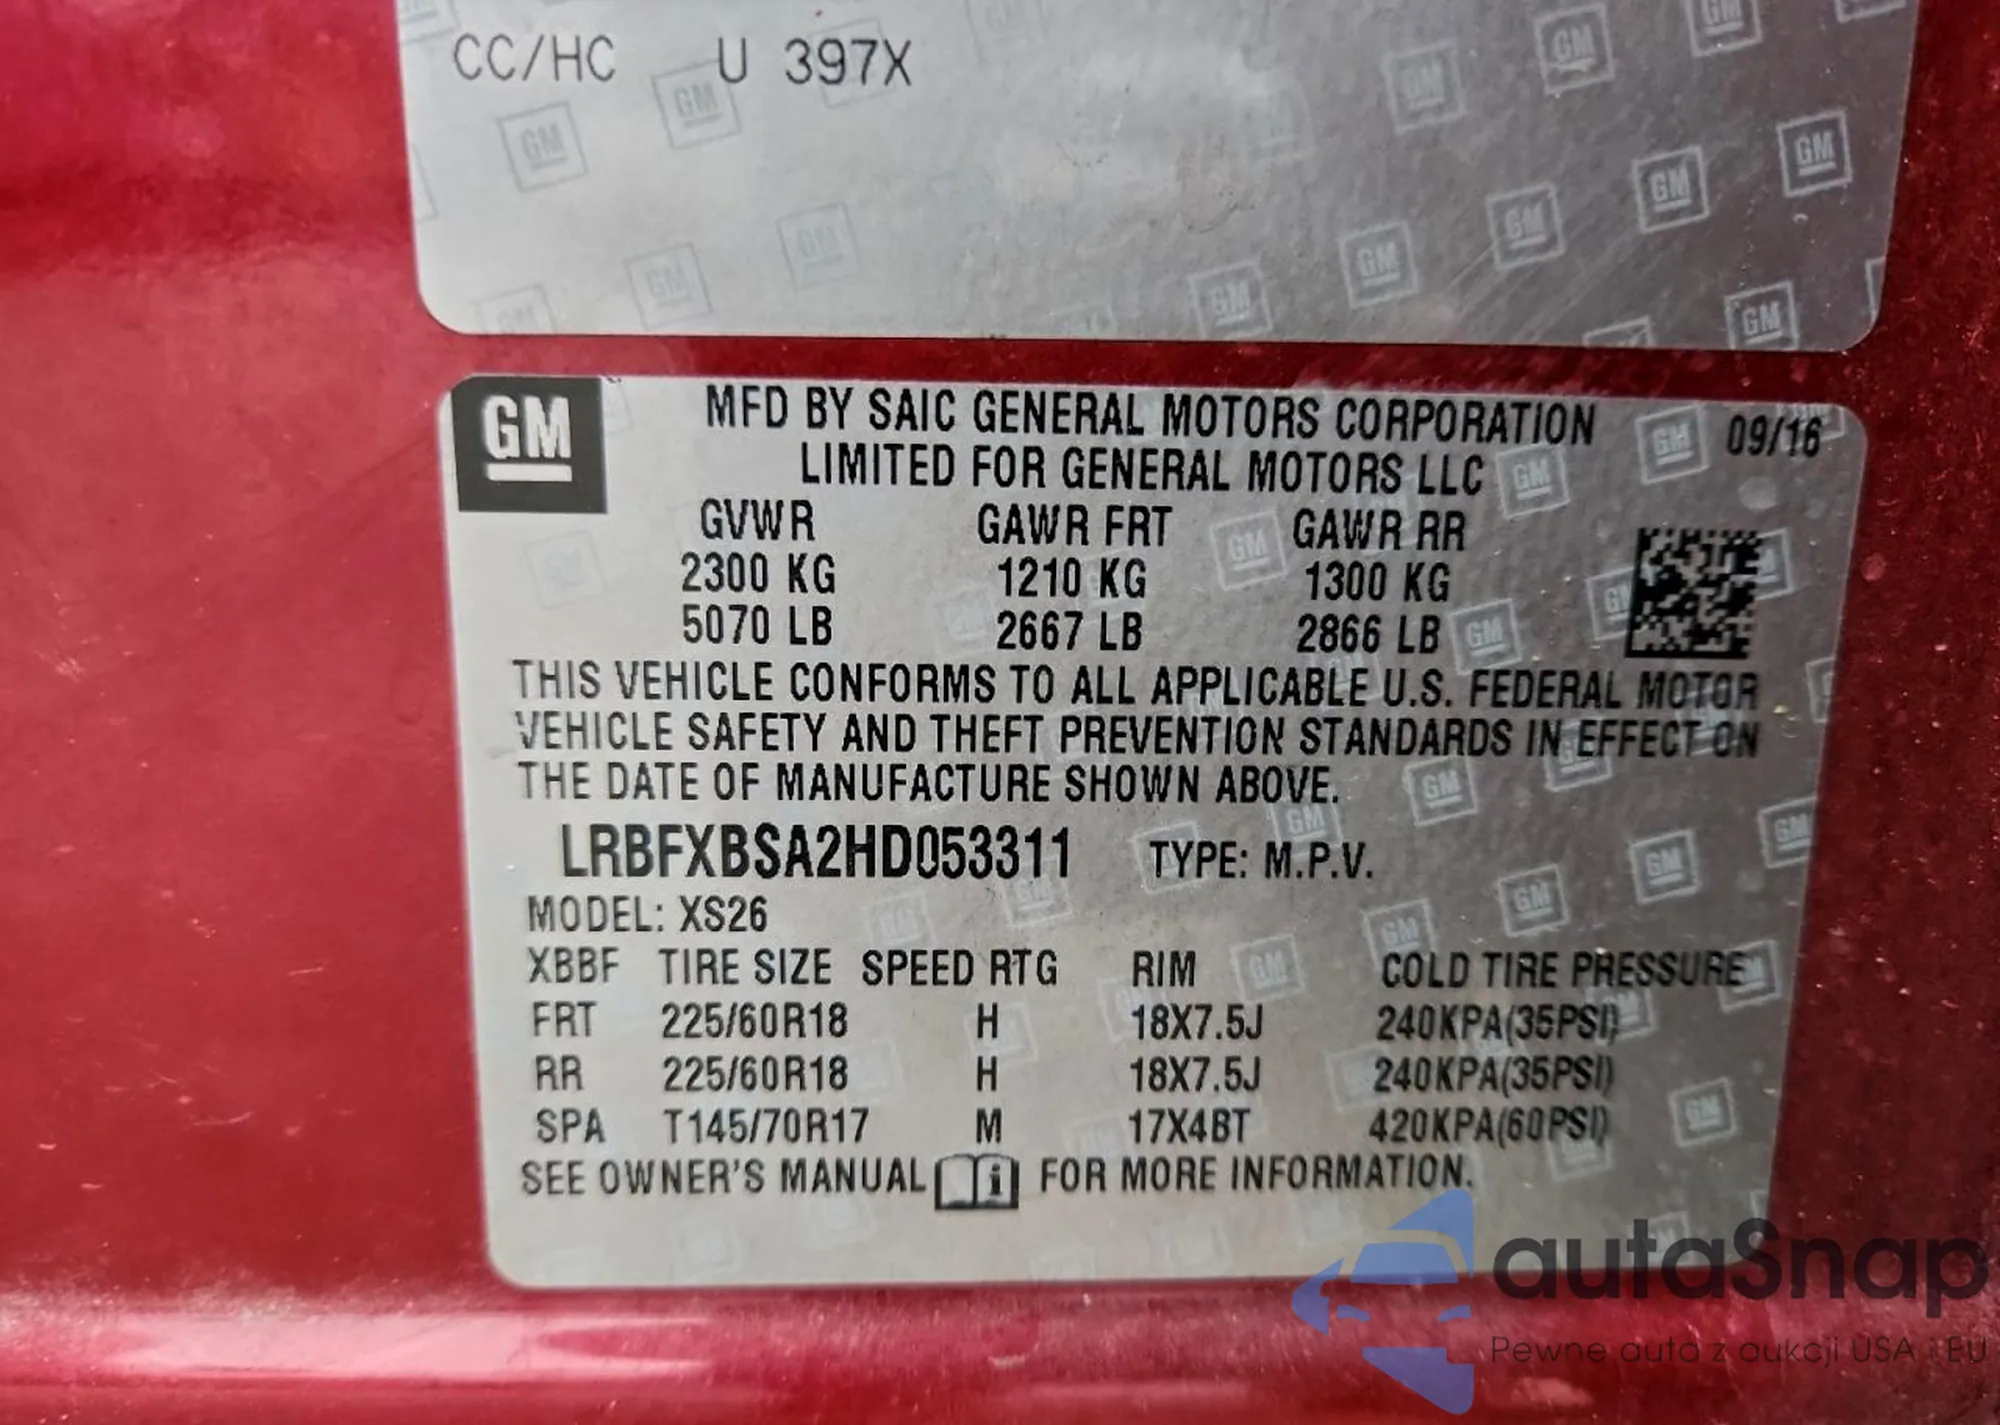 CC/HC U 397X
GM
MFD BY SAIC GENERAL MOTORS CORPORATION 09/16
LIMITED FOR GENERAL MOTORS LLC
GVWR GAWR FRT GAWR RR
2300 KG 1210 KG 1300 KG
5070 LB 2667 LB 2866 LB
THIS VEHICLE CONFORMS TO ALL APPLICABLE U.S. FEDERAL MOTOR
VEHICLE SAFETY AND THEFT PREVENTION STANDARDS IN EFFECT ON
THE DATE OF MANUFACTURE SHOWN ABOVE.
LRBFXBSA2HD053311 TYPE: M.P.V.
MODEL: XS26
XBBF TIRE SIZE SPEED RTG RIM COLD TIRE PRESSURE
FRT 225/60R18 H 18X7.5J 240KPA(35PSI)
RR 225/60R18 H 18X7.5J 240KPA(35PSI)
SPA T145/70R17 M 17X4BT 420KPA(60PSI)
SEE OWNER'S MANUAL i FOR MORE INFORMATION.
autaSnap
Pewne auta z aukcji USA i EU